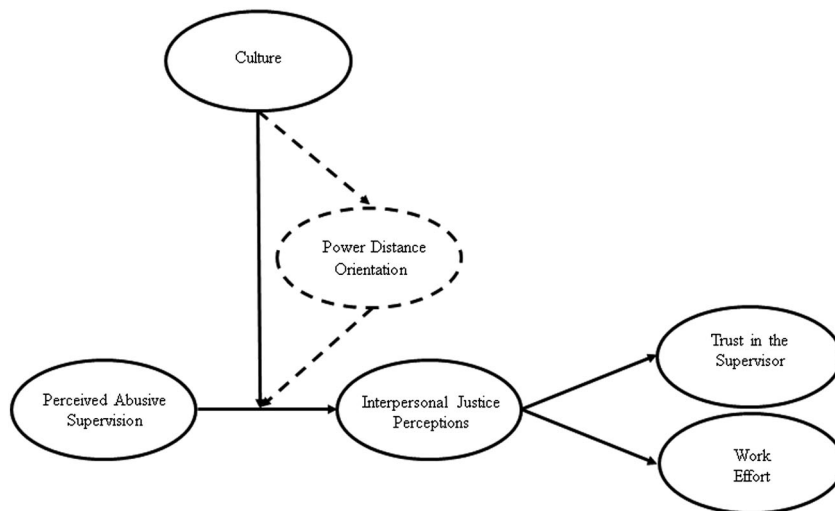 Culture
Power Distance
Orientation
Trust in the
Supervisor
Perceived Abusive
Supervision
Interpersonal Justice
Perceptions
Work
Effort